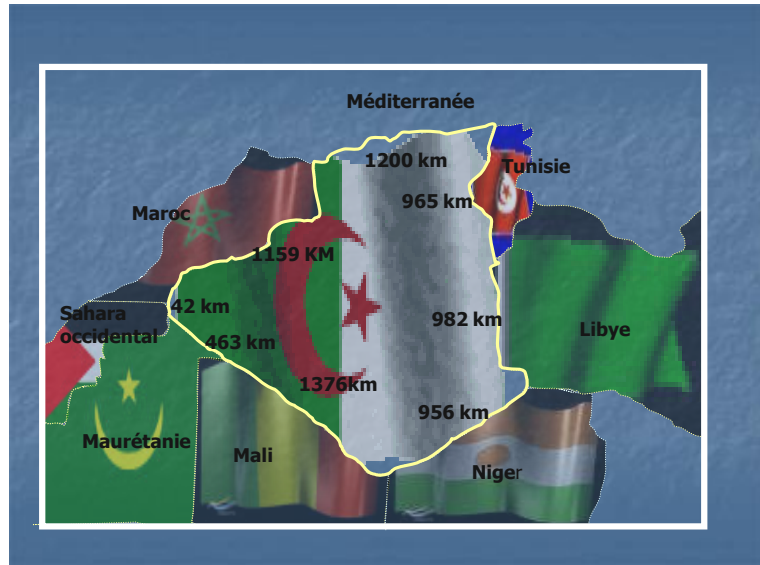 Méditerranée
1200 km
Tunisie
965 km
Maroc
1159 KM
42 km
Sahara
occidental
982 km
Libye
463 km
1376km
956 km
Maurétanie
Mali
Niger